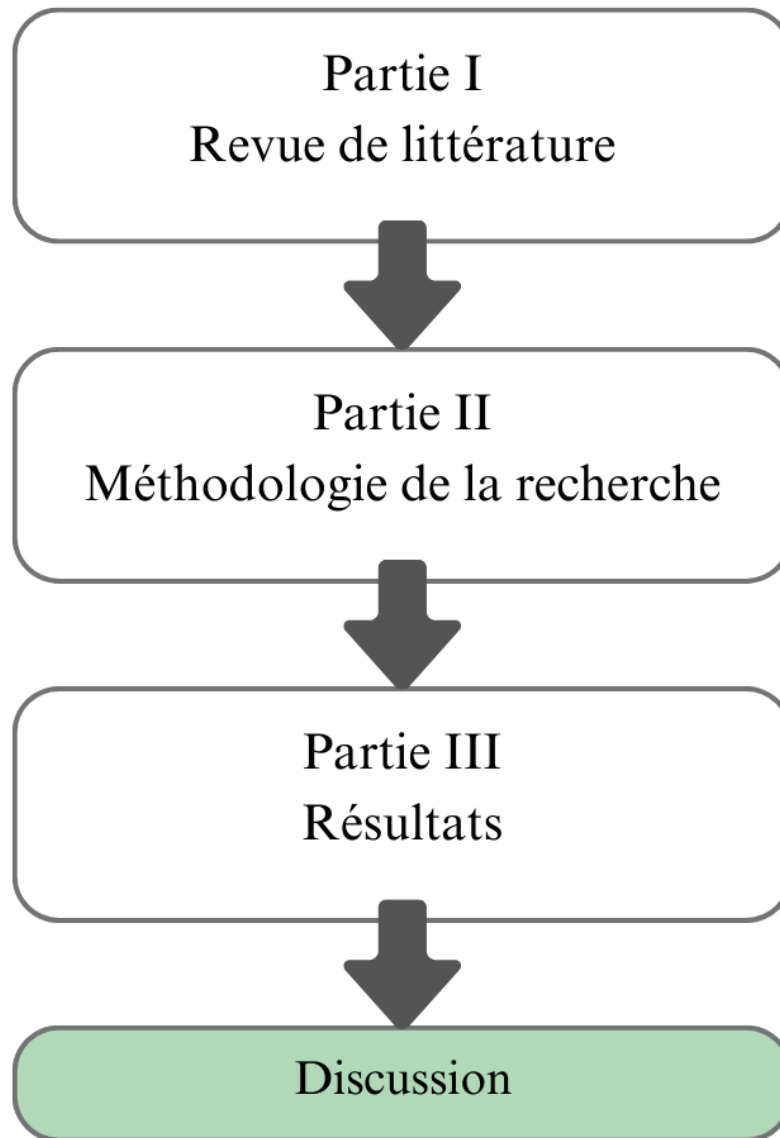 Partie I
Revue de littérature
Partie II
Méthodologie de la recherche
Partie III
Résultats
Discussion